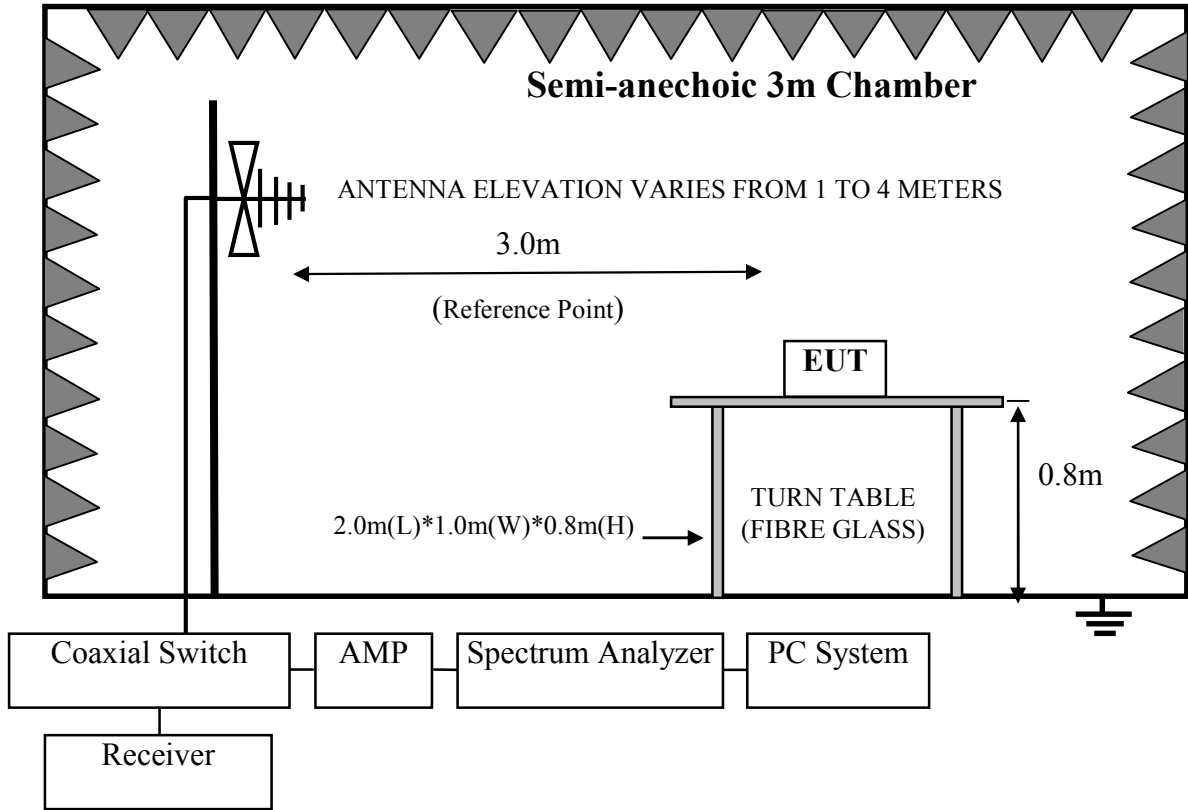 Semi-anechoic 3m Chamber
ANTENNA ELEVATION VARIES FROM 1 TO 4 METERS
3.0m
(Reference Point)
EUT
0.8m
TURN TABLE
(FIBRE GLASS)
2.0m(L)*1.0m(W)*0.8m(H)
Coaxial Switch
AMP
Spectrum Analyzer
PC System
Receiver